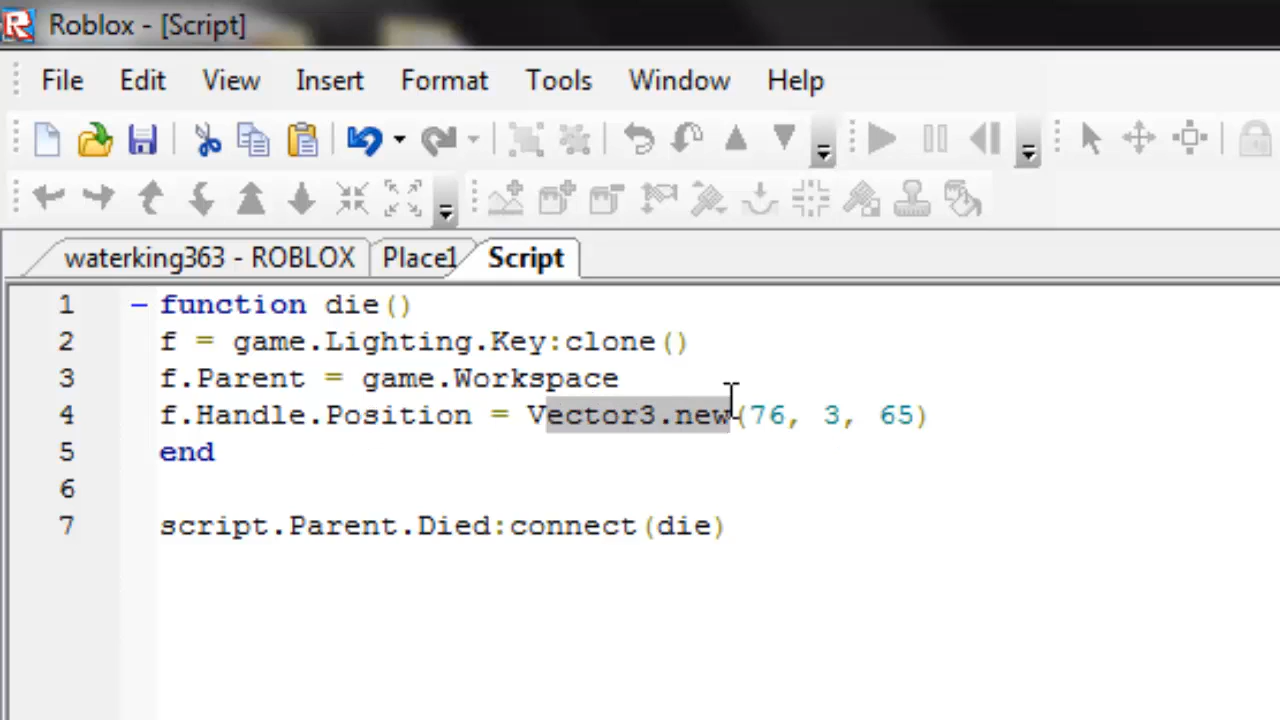 Roblox - [Script]
File Edit View Insert Format Tools Window Help
waterking363 - ROBLOX Place1 Script
1 function die()
2 f = game.Lighting.Key:clone()
3 f.Parent = game.Workspace
4 f.Handle.Position = Vector3.new(76, 3, 65)
5 end
6
7 script.Parent.Died:connect(die)